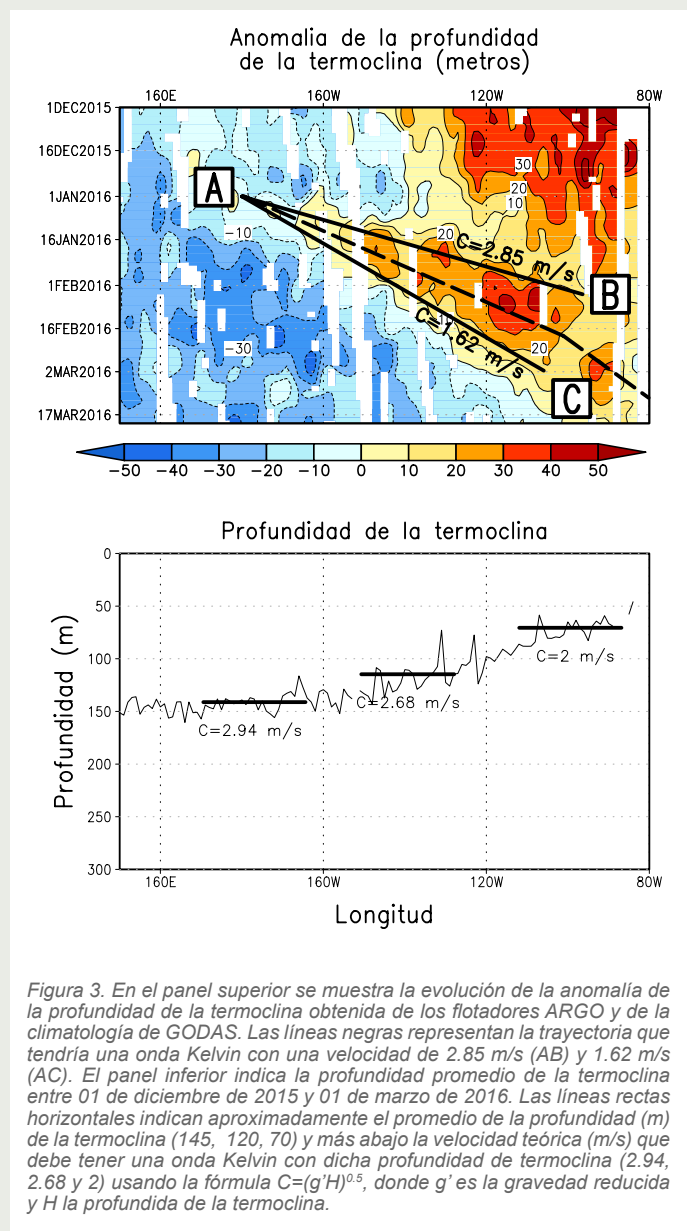 Anomalia de la profundidad
de la termoclina (metros)
160E 160W 120W 80W
1DEC2015
16DEC2015
1JAN2016
16JAN2016
1FEB2016
16FEB2016
2MAR2016
17MAR2016
A
30
20
10
-10
20
C=2.85 m/s
B
C=1.62 m/s
-30
20
C
-50 -40 -30 -20 -10 0 10 20 30 40 50
Profundidad de la termoclina
Profundidad (m)
0
50
100
150
200
250
300
C=2 m/s
C=2.68 m/s
C=2.94 m/s
160E 160W 120W 80W
Longitud
Figura 3. En el panel superior se muestra la evolución de la anomalía de
la profundidad de la termoclina obtenida de los flotadores ARGO y de la
climatología de GODAS. Las líneas negras representan la trayectoria que
tendría una onda Kelvin con una velocidad de 2.85 m/s (AB) y 1.62 m/s
(AC). El panel inferior indica la profundidad promedio de la termoclina
entre 01 de diciembre de 2015 y 01 de marzo de 2016. Las líneas rectas
horizontales indican aproximadamente el promedio de la profundidad (m)
de la termoclina (145, 120, 70) y más abajo la velocidad teórica (m/s) que
debe tener una onda Kelvin con dicha profundidad de termoclina (2.94,
2.68 y 2) usando la fórmula C=(g'H)^0.5, donde g' es la gravedad reducida
y H la profundida de la termoclina.